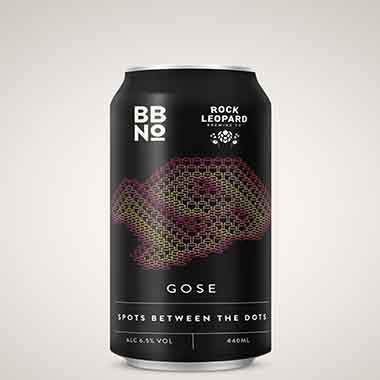 BB
Nº
ROCK
LEOPARD
BREWING CO
GOSE
SPOTS BETWEEN THE DOTS
ALC 6.5% VOL
440ML